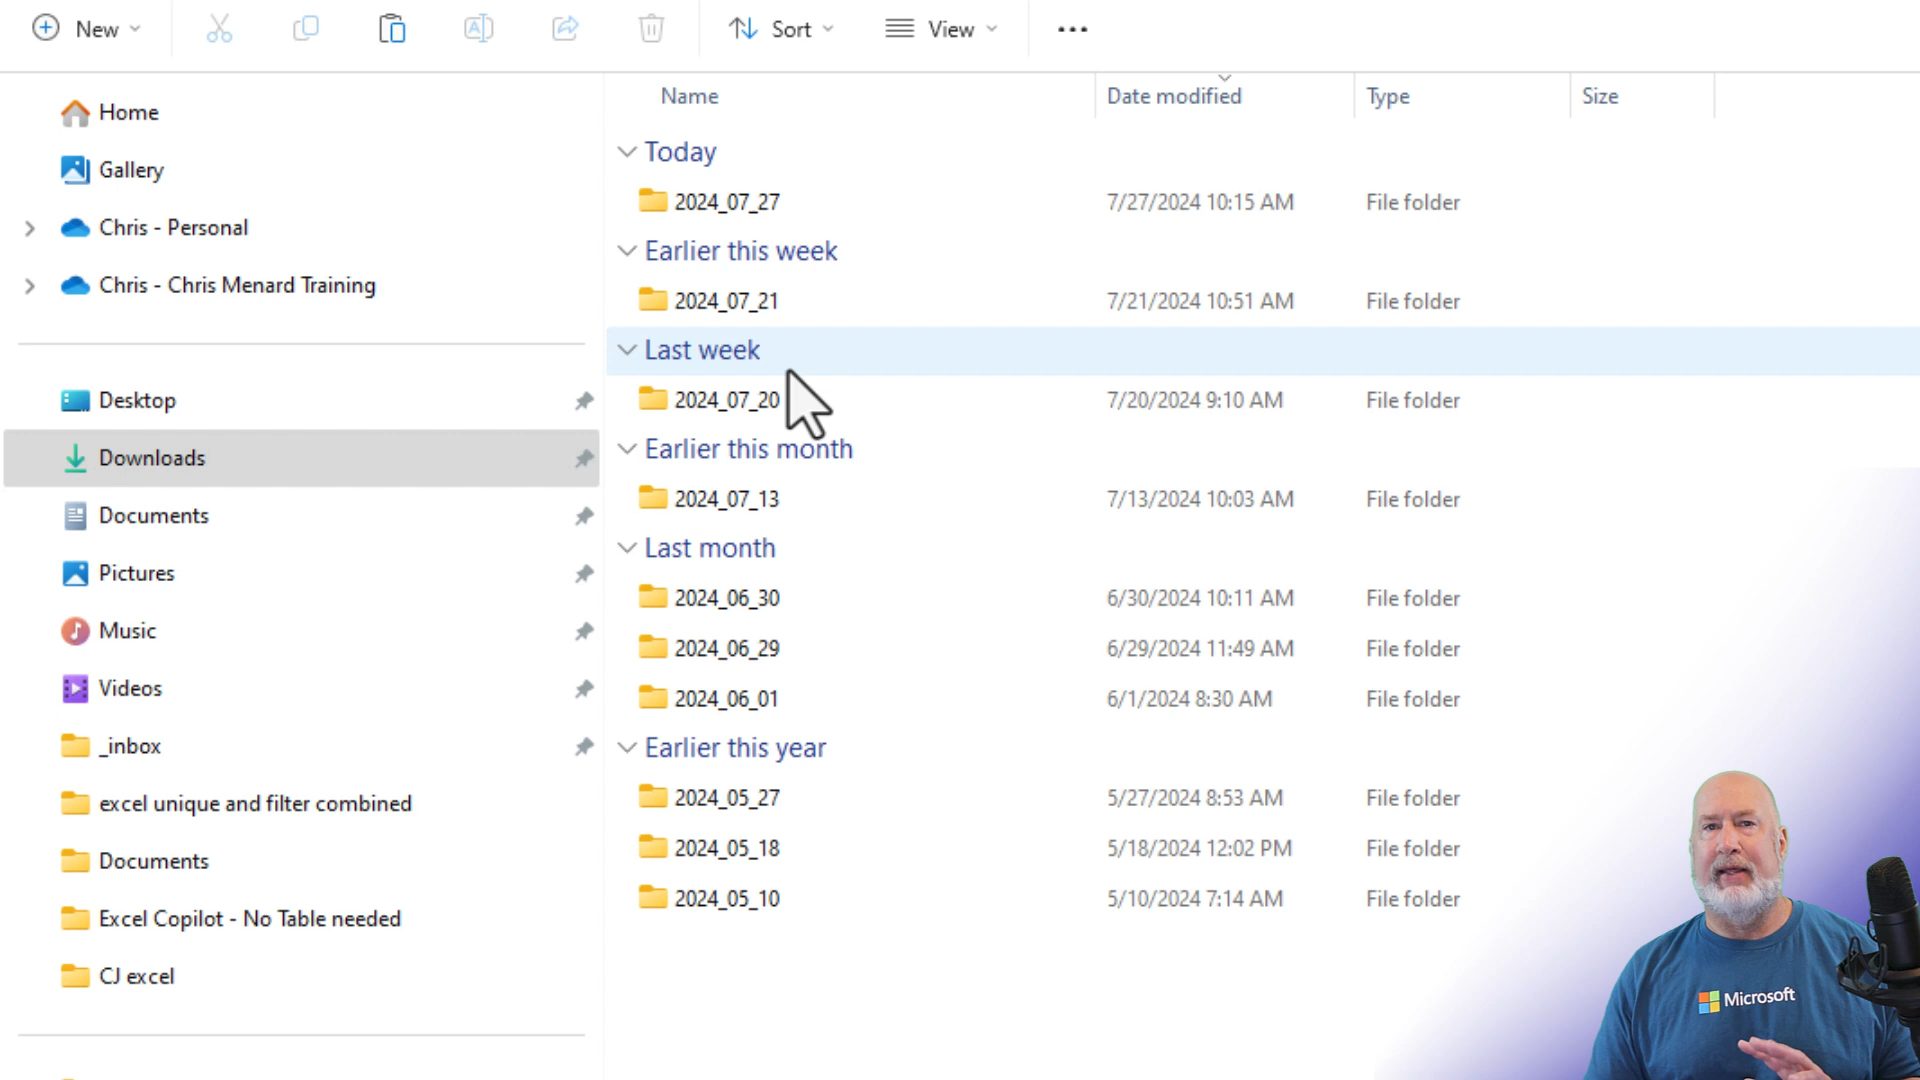 New
Sort
View
Home
Gallery
Chris - Personal
Chris - Chris Menard Training
Desktop
Downloads
Documents
Pictures
Music
Videos
_inbox
excel unique and filter combined
Documents
Excel Copilot - No Table needed
CJ excel
Name Date modified Type Size
Today
2024_07_27 7/27/2024 10:15 AM File folder
Earlier this week
2024_07_21 7/21/2024 10:51 AM File folder
Last week
2024_07_20 7/20/2024 9:10 AM File folder
Earlier this month
2024_07_13 7/13/2024 10:03 AM File folder
Last month
2024_06_30 6/30/2024 10:11 AM File folder
2024_06_29 6/29/2024 11:49 AM File folder
2024_06_01 6/1/2024 8:30 AM File folder
Earlier this year
2024_05_27 5/27/2024 8:53 AM File folder
2024_05_18 5/18/2024 12:02 PM File folder
2024_05_10 5/10/2024 7:14 AM File folder
Microsoft